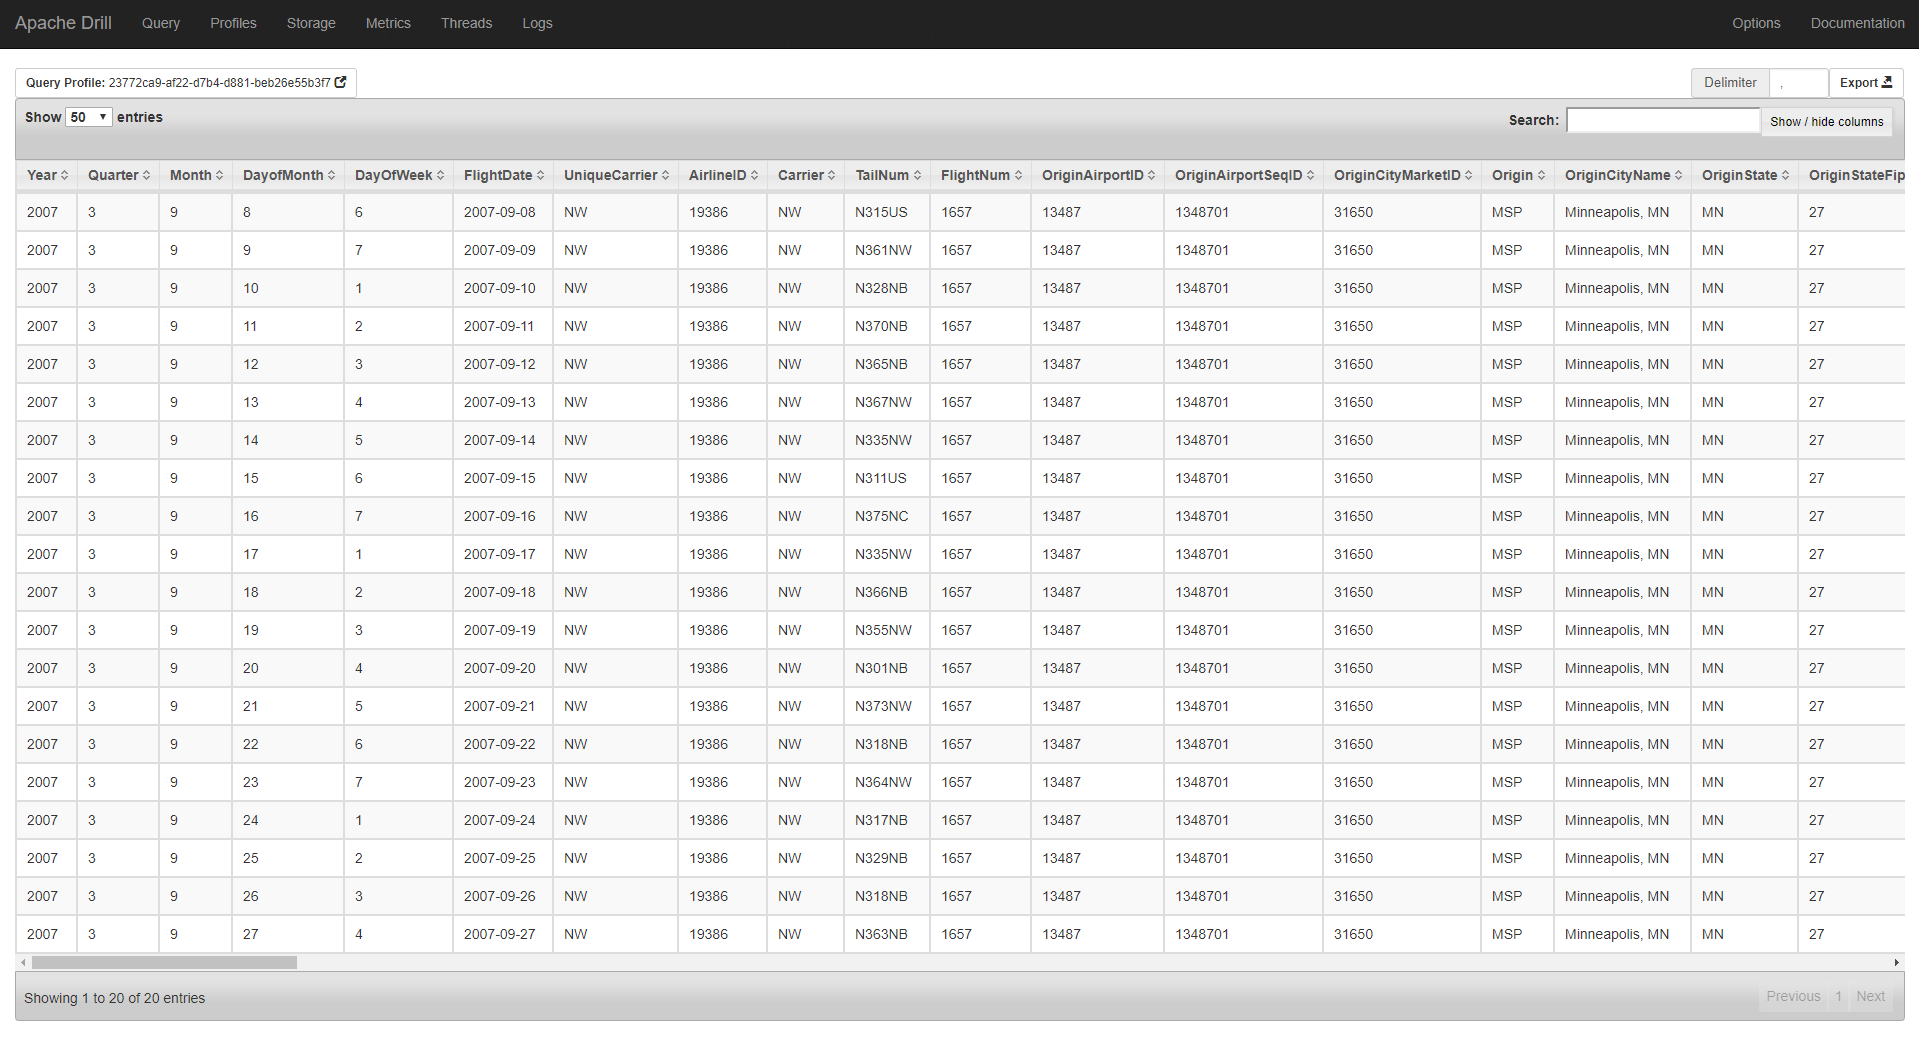 Apache Drill Query Profiles Storage Metrics Threads Logs Options Documentation
Query Profile: 23772ca9-af22-d7b4-d881-beb26e55b3f7 Delimiter , Export
Show 50 entries Search: Show / hide columns
Year Quarter Month DayofMonth DayOfWeek FlightDate UniqueCarrier AirlineID Carrier TailNum FlightNum OriginAirportID OriginAirportSeqID OriginCityMarketID Origin OriginCityName OriginState OriginStateFip
2007 3 9 8 6 2007-09-08 NW 19386 NW N315US 1657 13487 1348701 31650 MSP Minneapolis, MN MN 27
2007 3 9 9 7 2007-09-09 NW 19386 NW N361NW 1657 13487 1348701 31650 MSP Minneapolis, MN MN 27
2007 3 9 10 1 2007-09-10 NW 19386 NW N328NB 1657 13487 1348701 31650 MSP Minneapolis, MN MN 27
2007 3 9 11 2 2007-09-11 NW 19386 NW N370NB 1657 13487 1348701 31650 MSP Minneapolis, MN MN 27
2007 3 9 12 3 2007-09-12 NW 19386 NW N365NB 1657 13487 1348701 31650 MSP Minneapolis, MN MN 27
2007 3 9 13 4 2007-09-13 NW 19386 NW N367NW 1657 13487 1348701 31650 MSP Minneapolis, MN MN 27
2007 3 9 14 5 2007-09-14 NW 19386 NW N335NW 1657 13487 1348701 31650 MSP Minneapolis, MN MN 27
2007 3 9 15 6 2007-09-15 NW 19386 NW N311US 1657 13487 1348701 31650 MSP Minneapolis, MN MN 27
2007 3 9 16 7 2007-09-16 NW 19386 NW N375NC 1657 13487 1348701 31650 MSP Minneapolis, MN MN 27
2007 3 9 17 1 2007-09-17 NW 19386 NW N335NW 1657 13487 1348701 31650 MSP Minneapolis, MN MN 27
2007 3 9 18 2 2007-09-18 NW 19386 NW N366NB 1657 13487 1348701 31650 MSP Minneapolis, MN MN 27
2007 3 9 19 3 2007-09-19 NW 19386 NW N355NW 1657 13487 1348701 31650 MSP Minneapolis, MN MN 27
2007 3 9 20 4 2007-09-20 NW 19386 NW N301NB 1657 13487 1348701 31650 MSP Minneapolis, MN MN 27
2007 3 9 21 5 2007-09-21 NW 19386 NW N373NW 1657 13487 1348701 31650 MSP Minneapolis, MN MN 27
2007 3 9 22 6 2007-09-22 NW 19386 NW N318NB 1657 13487 1348701 31650 MSP Minneapolis, MN MN 27
2007 3 9 23 7 2007-09-23 NW 19386 NW N364NW 1657 13487 1348701 31650 MSP Minneapolis, MN MN 27
2007 3 9 24 1 2007-09-24 NW 19386 NW N317NB 1657 13487 1348701 31650 MSP Minneapolis, MN MN 27
2007 3 9 25 2 2007-09-25 NW 19386 NW N329NB 1657 13487 1348701 31650 MSP Minneapolis, MN MN 27
2007 3 9 26 3 2007-09-26 NW 19386 NW N318NB 1657 13487 1348701 31650 MSP Minneapolis, MN MN 27
2007 3 9 27 4 2007-09-27 NW 19386 NW N363NB 1657 13487 1348701 31650 MSP Minneapolis, MN MN 27
Showing 1 to 20 of 20 entries Previous 1 Next